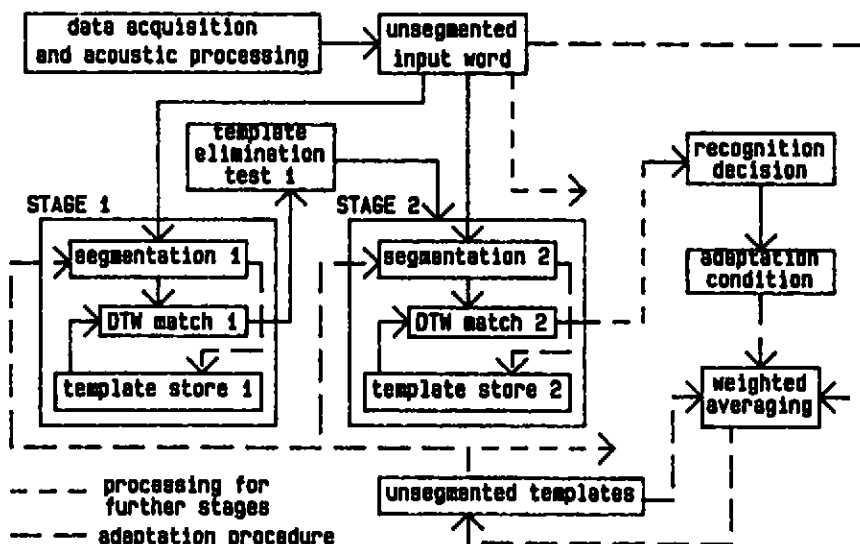 data acquisition
and acoustic processing
unsegmented
input word
template
elimination
test 1
recognition
decision
STAGE 1
STAGE 2
segmentation 1
segmentation 2
adaptation
condition
DTW match 1
DTW match 2
template store 1
template store 2
weighted
averaging
processing for
further stages
unsegmented templates
adaptation procedure